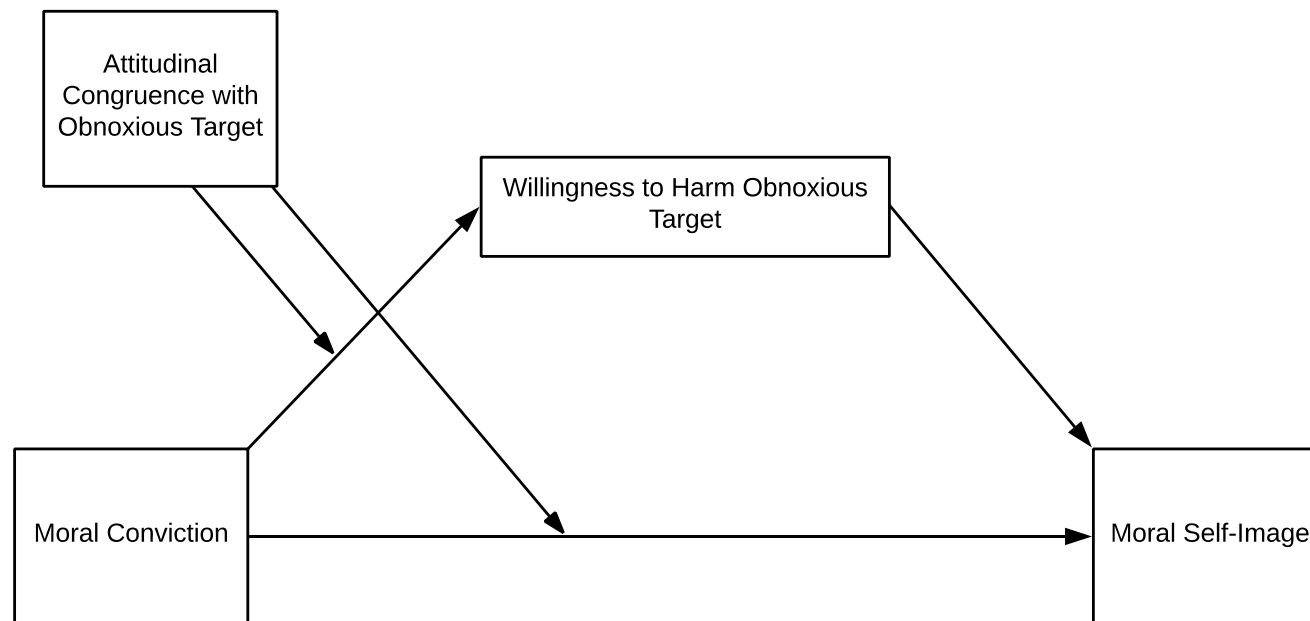 Attitudinal
Congruence with
Obnoxious Target
Willingness to Harm Obnoxious
Target
Moral Conviction
Moral Self-Image